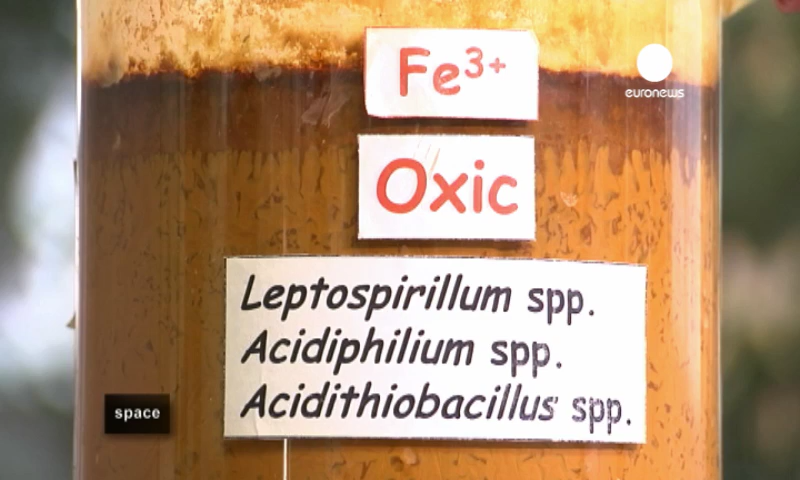 Fe³⁺
euronews
Oxic
Leptospirillum spp.
Acidiphilium spp.
Acidithiobacillus spp.
space